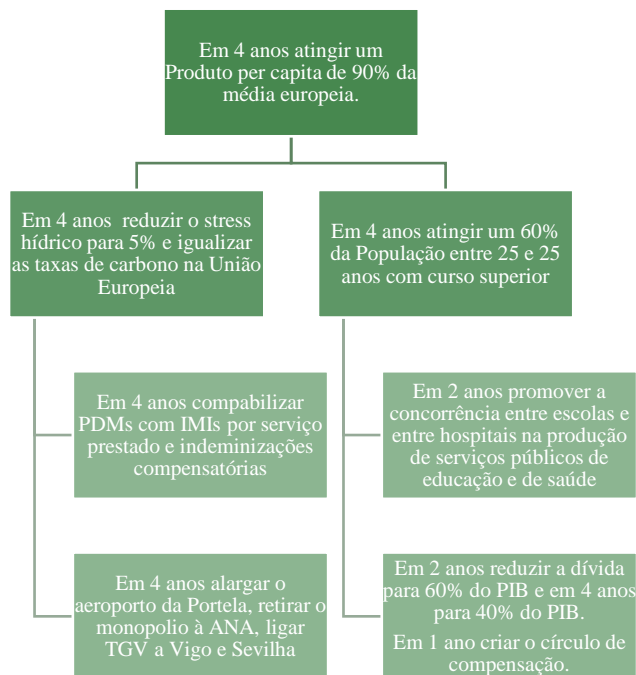 Em 4 anos atingir um
Produto per capita de 90% da
média europeia.
Em 4 anos reduzir o stress
hídrico para 5% e igualizar
as taxas de carbono na União
Europeia
Em 4 anos atingir um 60%
da População entre 25 e 25
anos com curso superior
Em 4 anos compabilizar
PDMs com IMIs por serviço
prestado e indeminizações
compensatórias
Em 2 anos promover a
concorrência entre escolas e
entre hospitais na produção
de serviços públicos de
educação e de saúde
Em 4 anos alargar o
aeroporto da Portela, retirar o
monopolio à ANA, ligar
TGV a Vigo e Sevilha
Em 2 anos reduzir a dívida
para 60% do PIB e em 4 anos
para 40% do PIB.
Em 1 ano criar o círculo de
compensação.